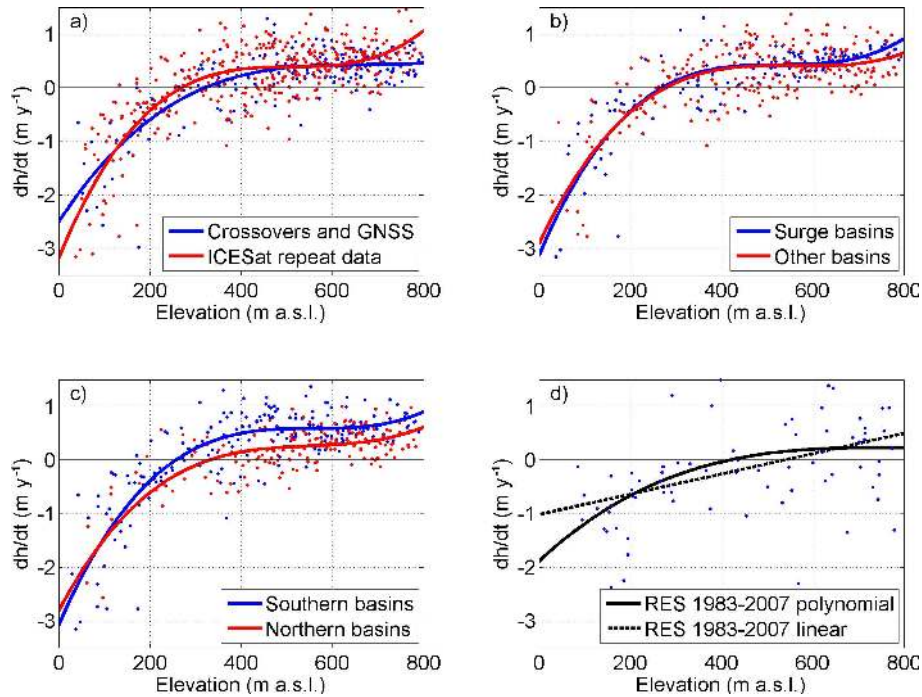 a)
1
0
-1
-2
-3
dh/dt (m y⁻¹)
Crossovers and GNSS
ICESat repeat data
0 200 400 600 800
Elevation (m a.s.l.)
b)
1
0
-1
-2
-3
dh/dt (m y⁻¹)
Surge basins
Other basins
0 200 400 600 800
Elevation (m a.s.l.)
c)
1
0
-1
-2
-3
dh/dt (m y⁻¹)
Southern basins
Northern basins
0 200 400 600 800
Elevation (m a.s.l.)
d)
1
0
-1
-2
-3
dh/dt (m y⁻¹)
RES 1983-2007 polynomial
RES 1983-2007 linear
0 200 400 600 800
Elevation (m a.s.l.)